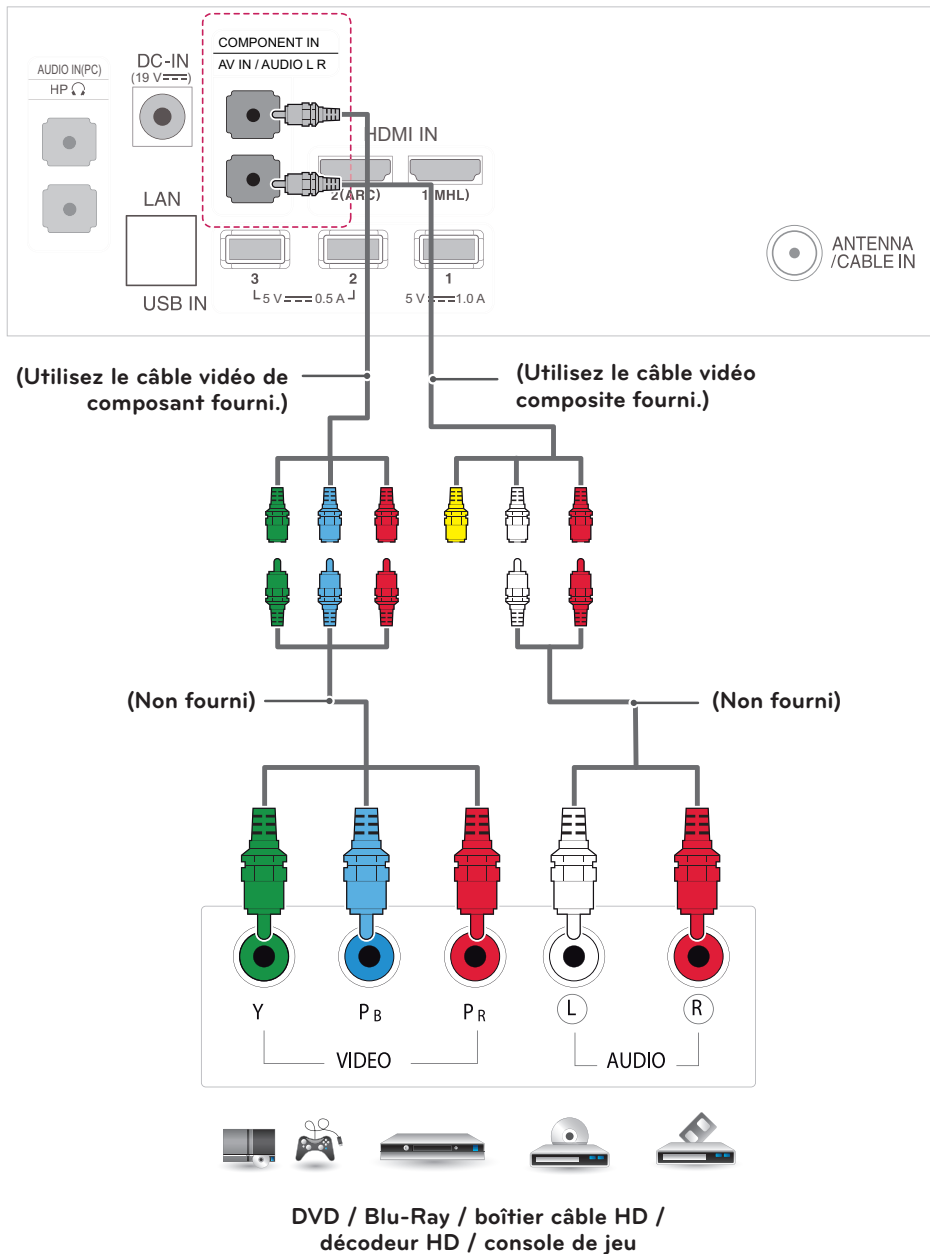 COMPONENT IN
AV IN / AUDIO L R
AUDIO IN(PC)
HP
DC-IN
(19 V)
HDMI IN
2(ARC)
1(MHL)
LAN
USB IN
3
2
1
5 V 0.5 A
5 V 1.0 A
ANTENNA
/CABLE IN
(Utilisez le câble vidéo de
composant fourni.)
(Utilisez le câble vidéo
composite fourni.)
(Non fourni)
(Non fourni)
Y
PB
PR
L
R
VIDEO
AUDIO
DVD / Blu-Ray / boîtier câble HD /
décodeur HD / console de jeu